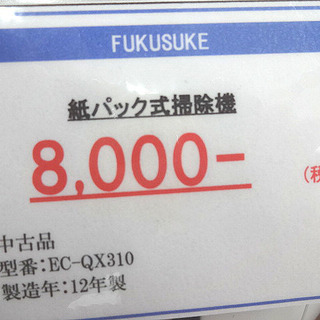 FUKUSUKE
紙パック式掃除機
8,000-
(税
中古品
型番:EC-QX310
製造年:12年製